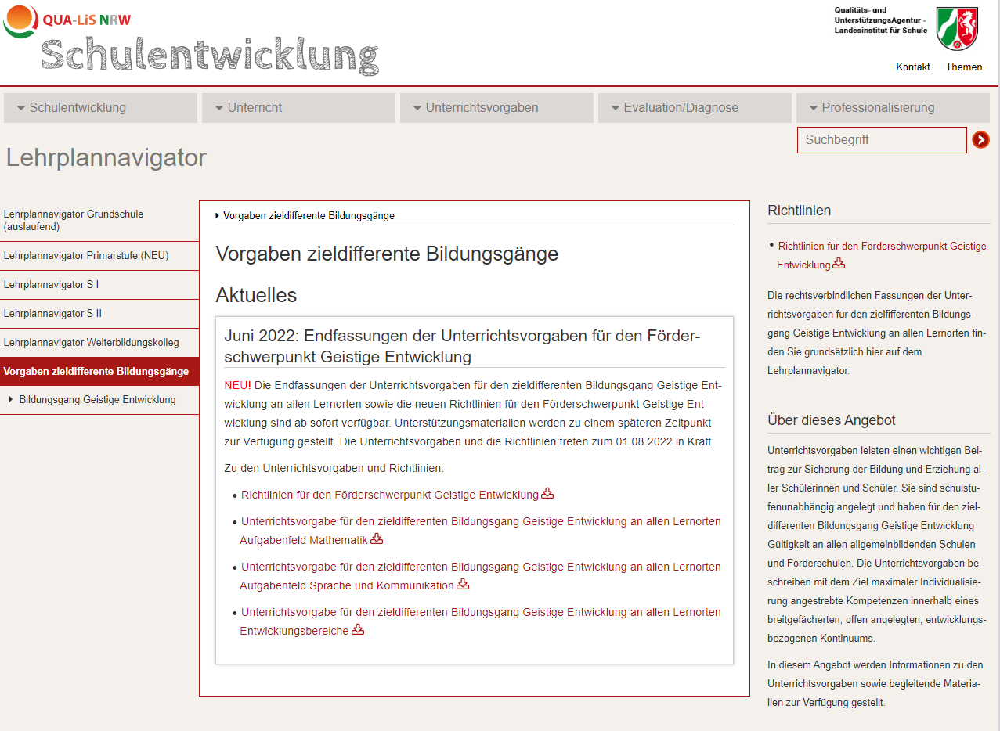 QUA-LiS NRW
Schulentwicklung
Qualitäts- und
UnterstützungsAgentur -
Landesinstitut für Schule
Kontakt Themen
Schulentwicklung Unterricht Unterrichtsvorgaben Evaluation/Diagnose Professionalisierung
Suchbegriff
Lehrplannavigator
Lehrplannavigator Grundschule
(auslaufend)
Lehrplannavigator Primarstufe (NEU)
Lehrplannavigator S I
Lehrplannavigator S II
Lehrplannavigator Weiterbildungskolleg
Vorgaben zieldifferente Bildungsgänge
Bildungsgang Geistige Entwicklung
Vorgaben zieldifferente Bildungsgänge
Vorgaben zieldifferente Bildungsgänge
Aktuelles
Juni 2022: Endfassungen der Unterrichtsvorgaben für den Förder-
schwerpunkt Geistige Entwicklung
NEU! Die Endfassungen der Unterrichtsvorgaben für den zieldifferenten Bildungsgang Geistige Ent-
wicklung an allen Lernorten sowie die neuen Richtlinien für den Förderschwerpunkt Geistige Ent-
wicklung sind ab sofort verfügbar. Unterstützungsmaterialien werden zu einem späteren Zeitpunkt
zur Verfügung gestellt. Die Unterrichtsvorgaben und die Richtlinien treten zum 01.08.2022 in Kraft.
Zu den Unterrichtsvorgaben und Richtlinien:
• Richtlinien für den Förderschwerpunkt Geistige Entwicklung
• Unterrichtsvorgabe für den zieldifferenten Bildungsgang Geistige Entwicklung an allen Lernorten
Aufgabenfeld Mathematik
• Unterrichtsvorgabe für den zieldifferenten Bildungsgang Geistige Entwicklung an allen Lernorten
Aufgabenfeld Sprache und Kommunikation
• Unterrichtsvorgabe für den zieldifferenten Bildungsgang Geistige Entwicklung an allen Lernorten
Entwicklungsbereiche
Richtlinien
• Richtlinien für den Förderschwerpunkt Geistige
Entwicklung
Die rechtsverbindlichen Fassungen der Unter-
richtsvorgaben für den zielfifferenten Bildungs-
gang Geistige Entwicklung an allen Lernorten fin-
den Sie grundsätzlich hier auf dem
Lehrplannavigator.
Über dieses Angebot
Unterrichtsvorgaben leisten einen wichtigen Bei-
trag zur Sicherung der Bildung und Erziehung al-
ler Schülerinnen und Schüler. Sie sind schulstu-
fenunabhängig angelegt und haben für den ziel-
differenten Bildungsgang Geistige Entwicklung
Gültigkeit an allen allgemeinbildenden Schulen
und Förderschulen. Die Unterrichtsvorgaben be-
schreiben mit dem Ziel maximaler Individualisie-
rung angestrebte Kompetenzen innerhalb eines
breitgefächerten, offen angelegten, entwicklungs-
bezogenen Kontinuums.
In diesem Angebot werden Informationen zu den
Unterrichtsvorgaben sowie begleitende Materia-
lien zur Verfügung gestellt.